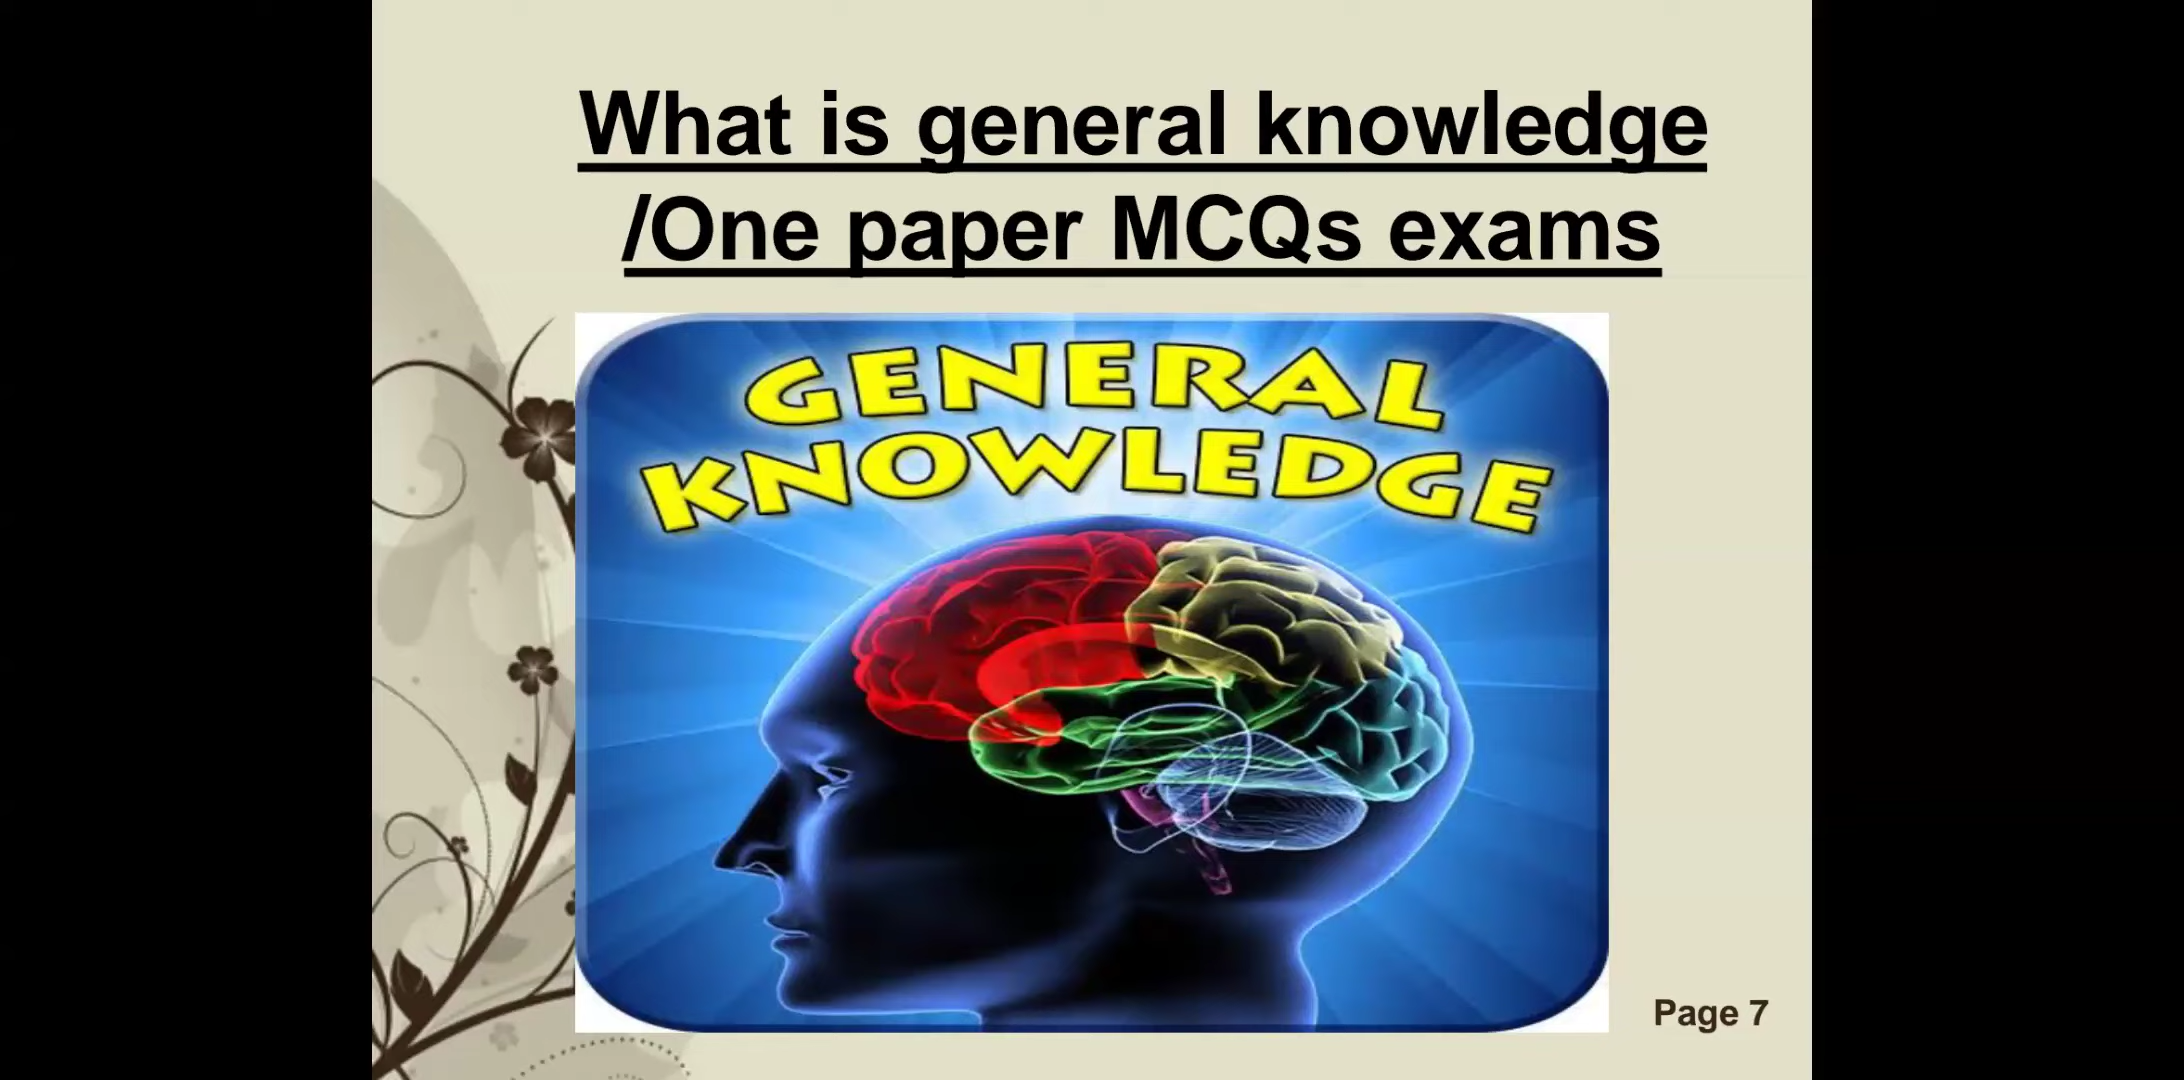 What is general knowledge
/One paper MCQs exams
GENERAL
KNOWLEDGE
Page 7